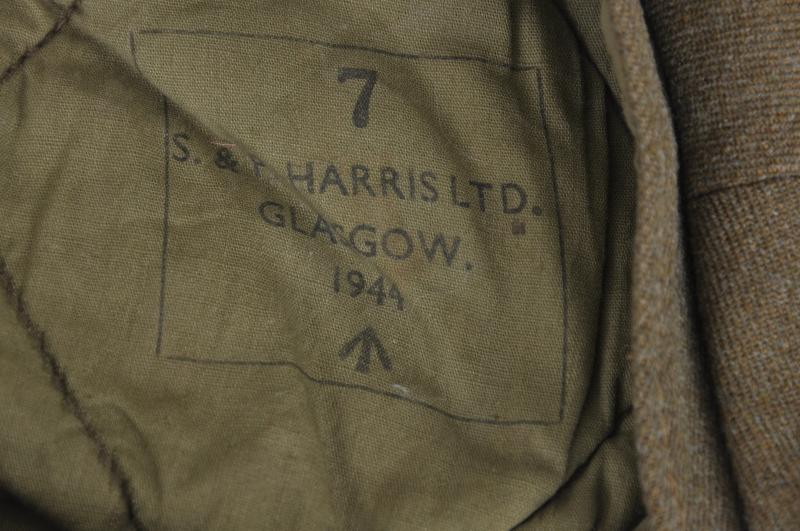 7
S. & T. HARRIS LTD.
GLASGOW.
1944